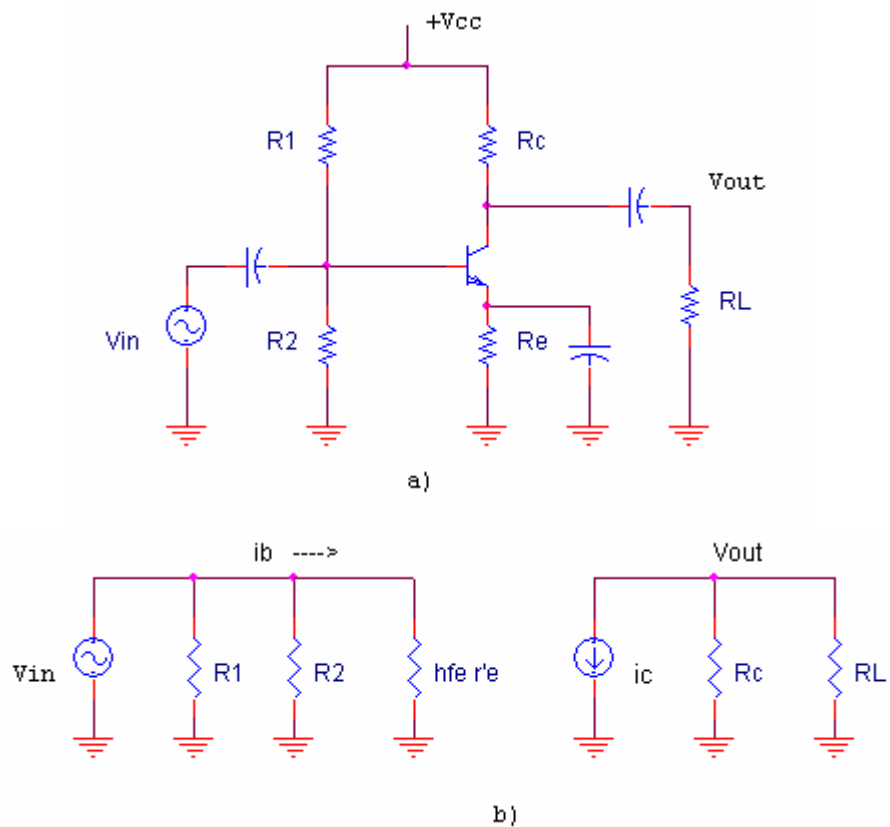 +Vcc
R1
Rc
Vout
Vin
R2
Re
RL
a)
ib ---->
Vout
Vin
R1
R2
hfe r'e
ic
Rc
RL
b)